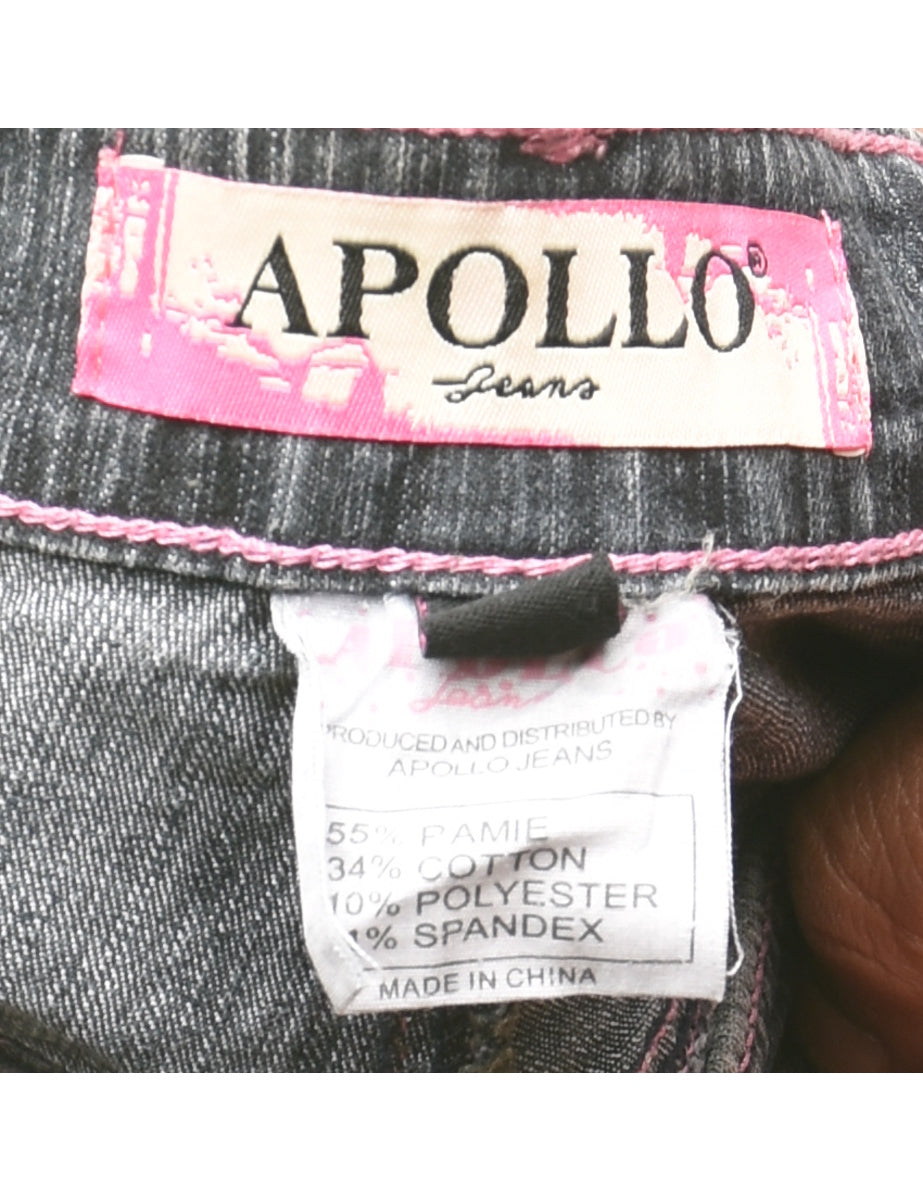 APOLLO®
Jeans
Jean
PRODUCED AND DISTRIBUTED BY
APOLLO JEANS
55% RAMIE
34% COTTON
10% POLYESTER
1% SPANDEX
MADE IN CHINA